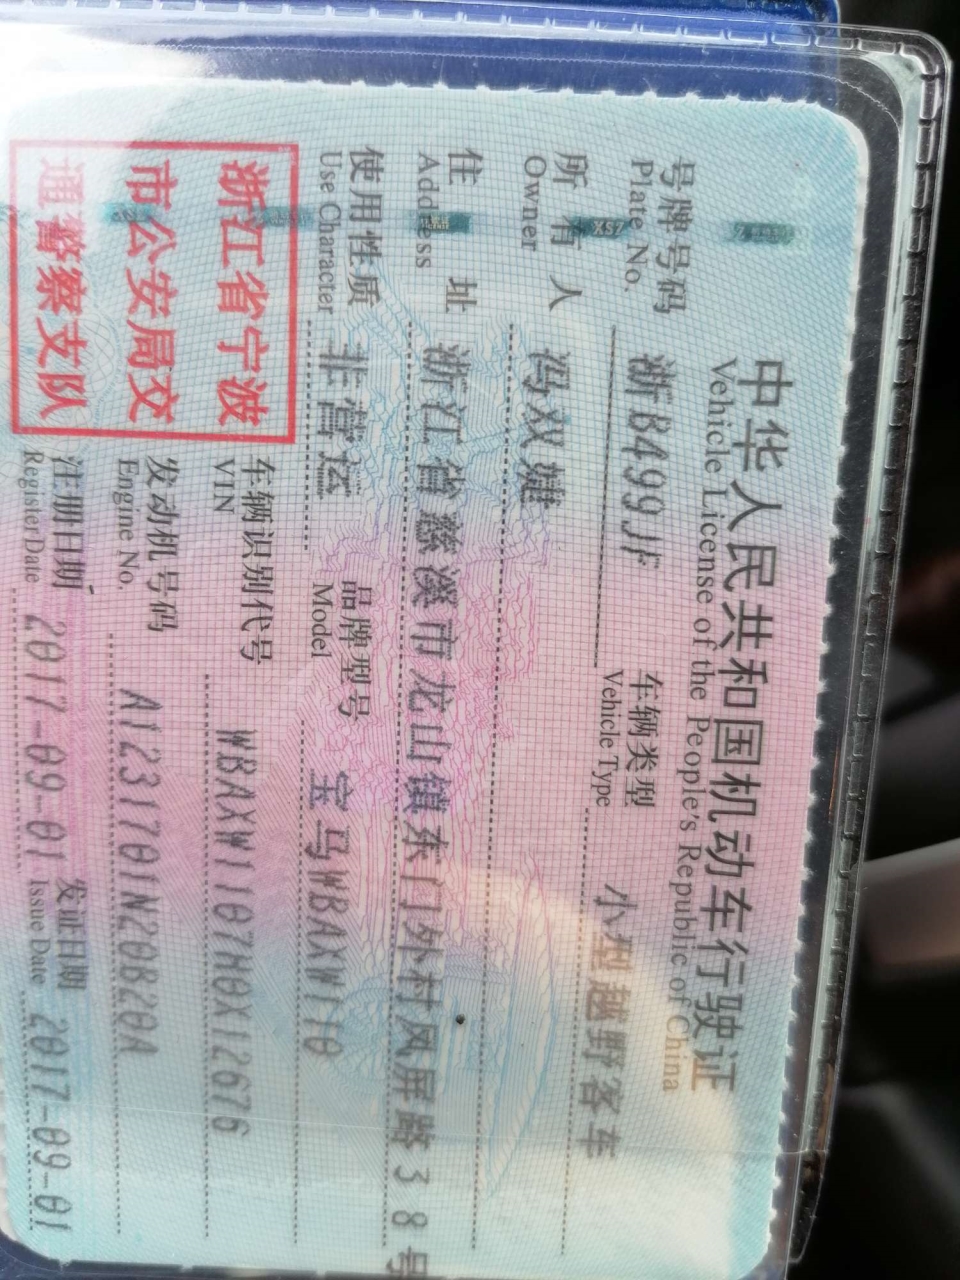 中华人民共和国机动车行驶证
Vehicle License of the People's Republic of China
号牌号码 浙B499JF 车辆类型 小型越野客车
Plate No. Vehicle Type
所有人 冯双婕
Owner
住址 浙江省慈溪市龙山镇东门外村凤屏路38号
Address
使用性质 非营运 品牌型号 宝马WBAXW110
Use Character Model
浙江省宁波
市公安局交
通警察支队
车辆识别代号 WBAXW1107H0X12676
VIN
发动机号码 A1231701N20B20A
Engine No.
注册日期 2017-09-01 发证日期 2017-09-01
Register Date Issue Date